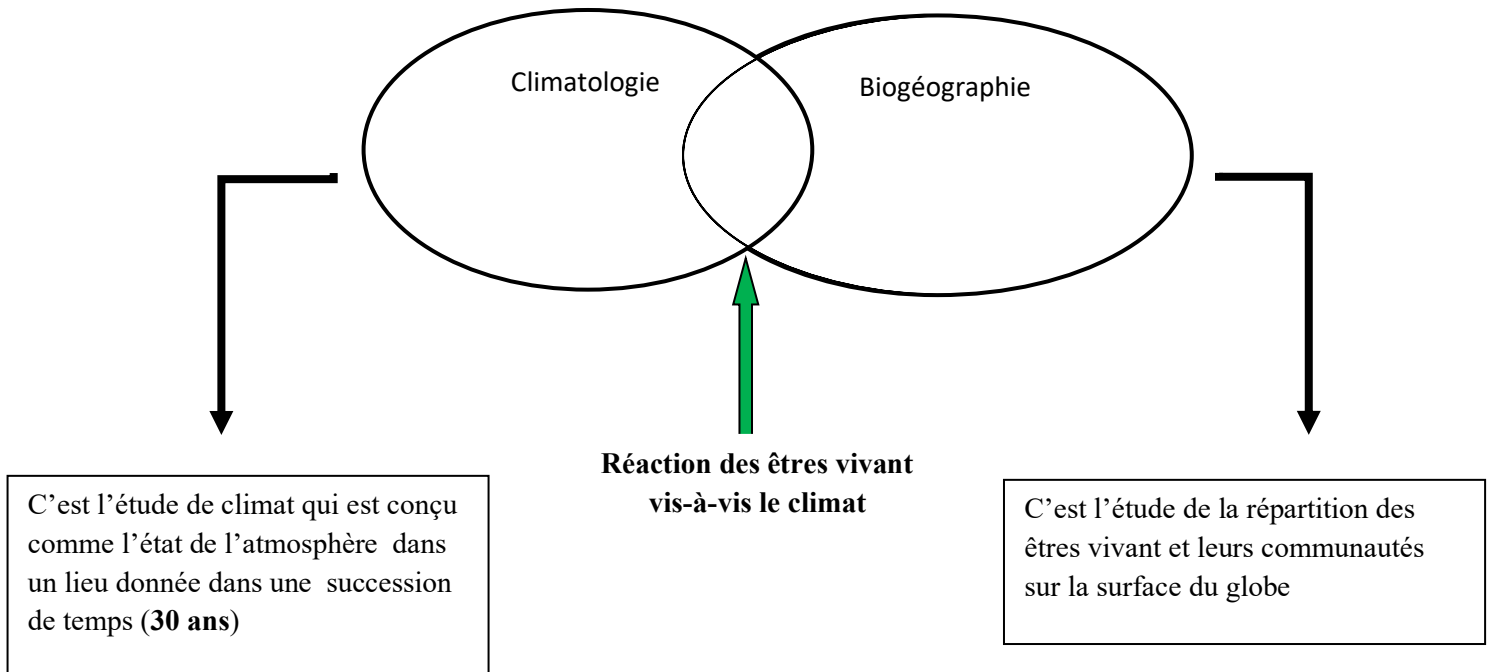 Climatologie
Biogéographie
Réaction des êtres vivant
vis-à-vis le climat
C'est l'étude de climat qui est conçu
comme l'état de l'atmosphère dans
un lieu donnée dans une succession
de temps (30 ans)
C'est l'étude de la répartition des
êtres vivant et leurs communautés
sur la surface du globe